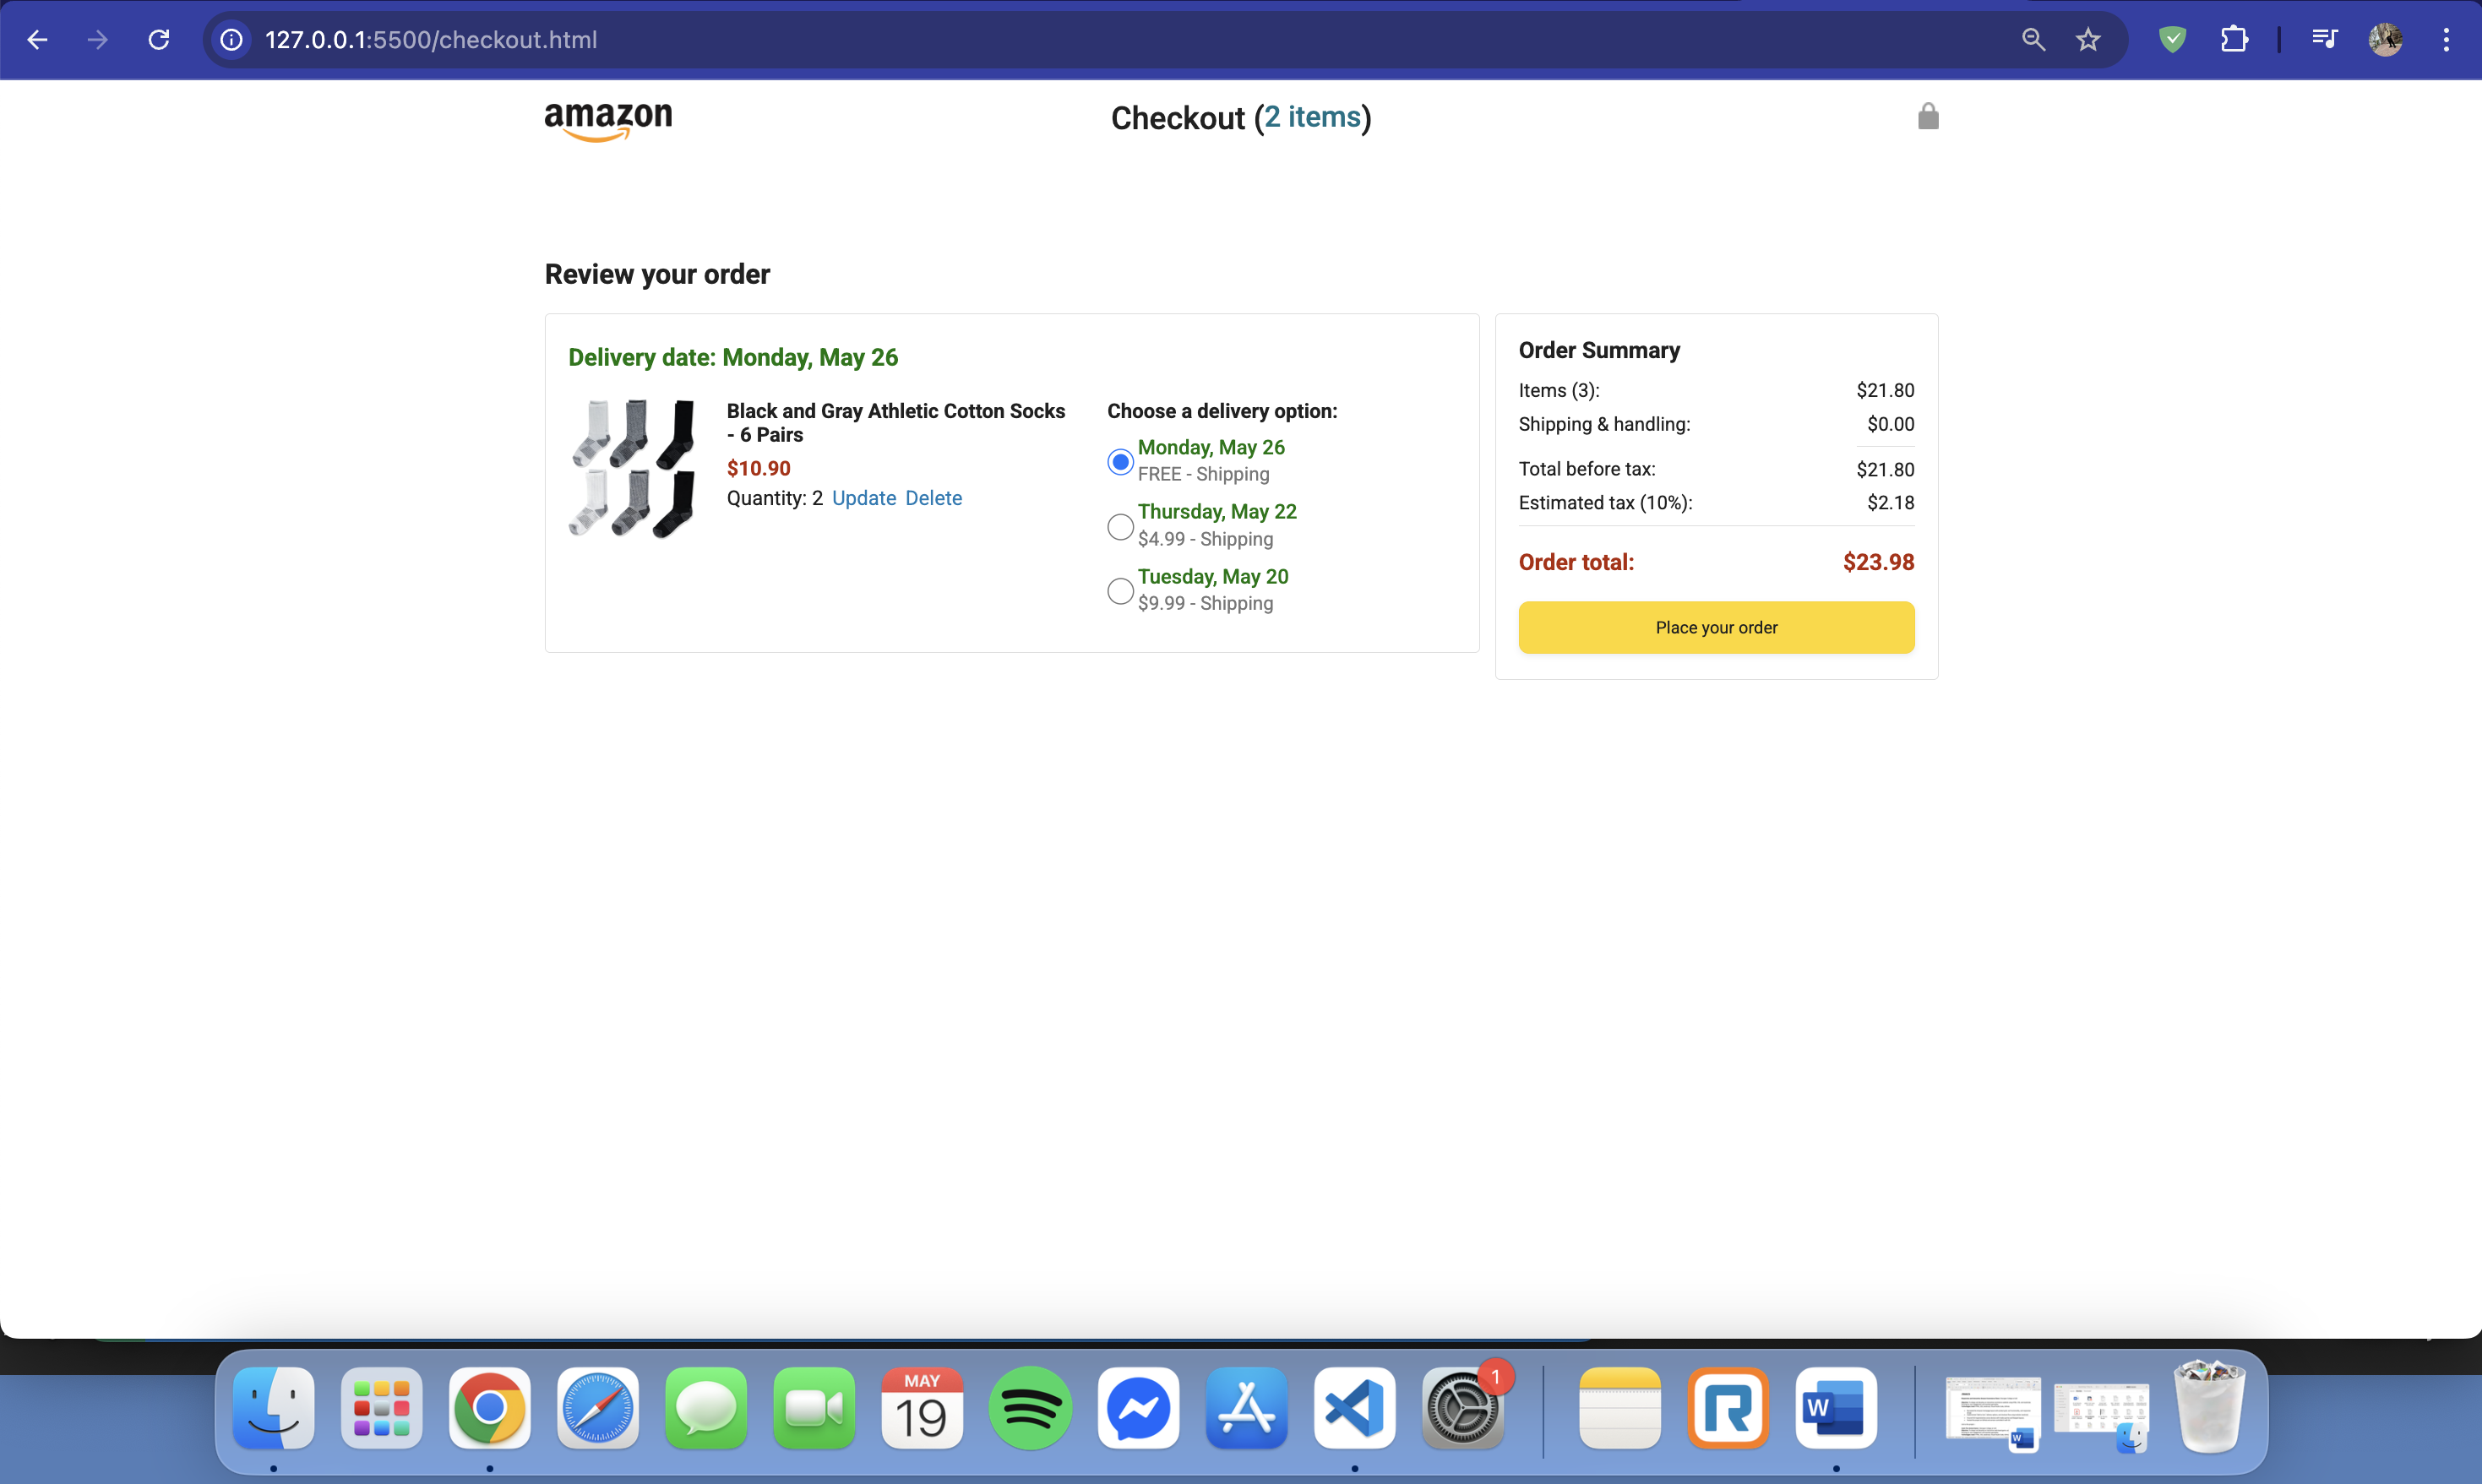 127.0.0.1:5500/checkout.html
amazon
Checkout (2 items)
Review your order
Delivery date: Monday, May 26
Black and Gray Athletic Cotton Socks
- 6 Pairs
$10.90
Quantity: 2 Update Delete
Choose a delivery option:
Monday, May 26
FREE - Shipping
Thursday, May 22
$4.99 - Shipping
Tuesday, May 20
$9.99 - Shipping
Order Summary
Items (3): $21.80
Shipping & handling: $0.00
Total before tax: $21.80
Estimated tax (10%): $2.18
Order total: $23.98
Place your order
MAY
19
1
R
W
W